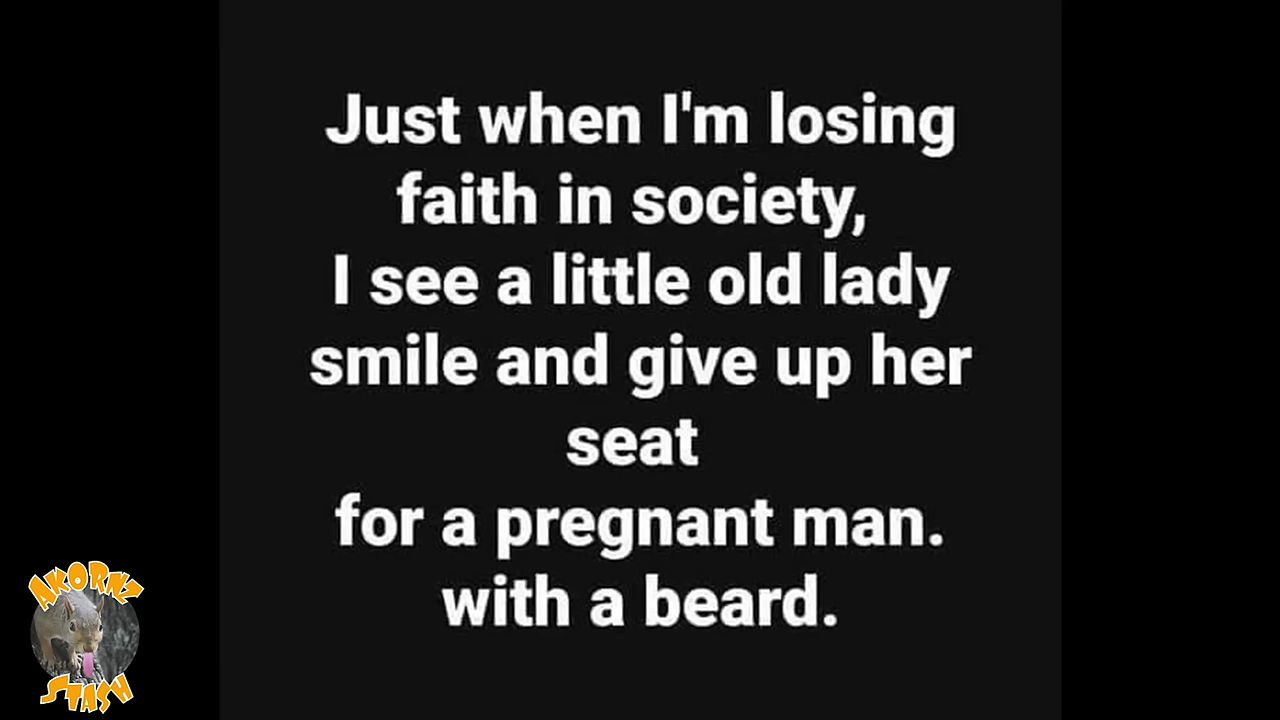 Just when I'm losing
faith in society,
I see a little old lady
smile and give up her
seat
for a pregnant man.
with a beard.
AKORNZ
STASH